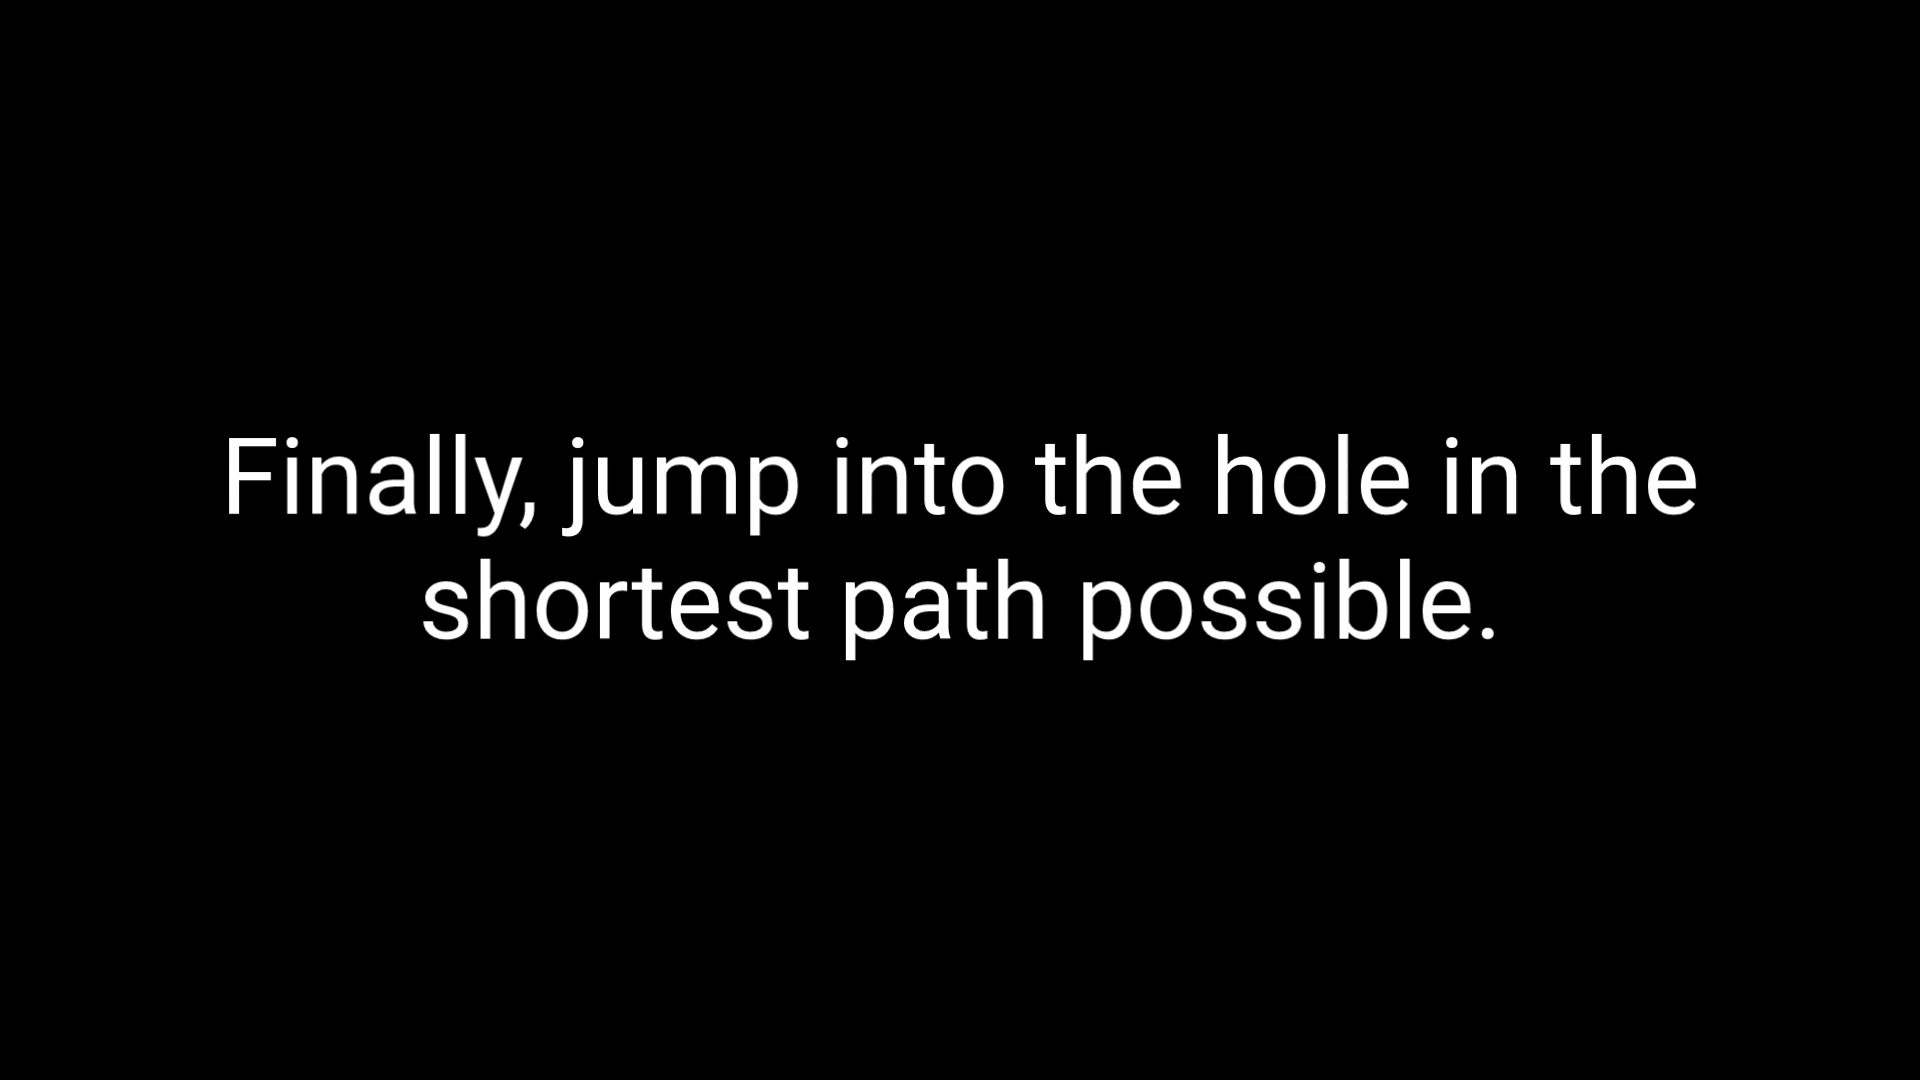 Finally, jump into the hole in the
shortest path possible.